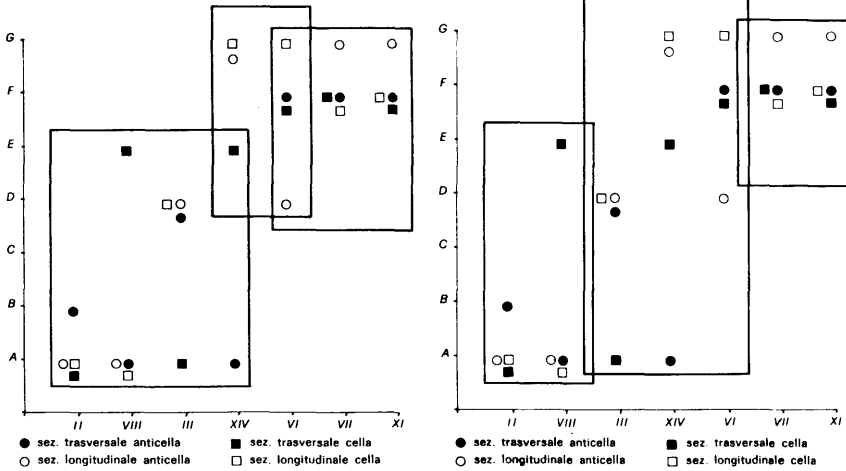 G
F
E
D
C
B
A
II VIII III XIV VI VII XI
● sez. trasversale anticella ■ sez. trasversale cella
○ sez. longitudinale anticella □ sez. longitudinale cella
G
F
E
D
C
B
A
II VIII III XIV VI VII XI
● sez. trasversale anticella ■ sez. trasversale cella
○ sez. longitudinale anticella □ sez. longitudinale cella